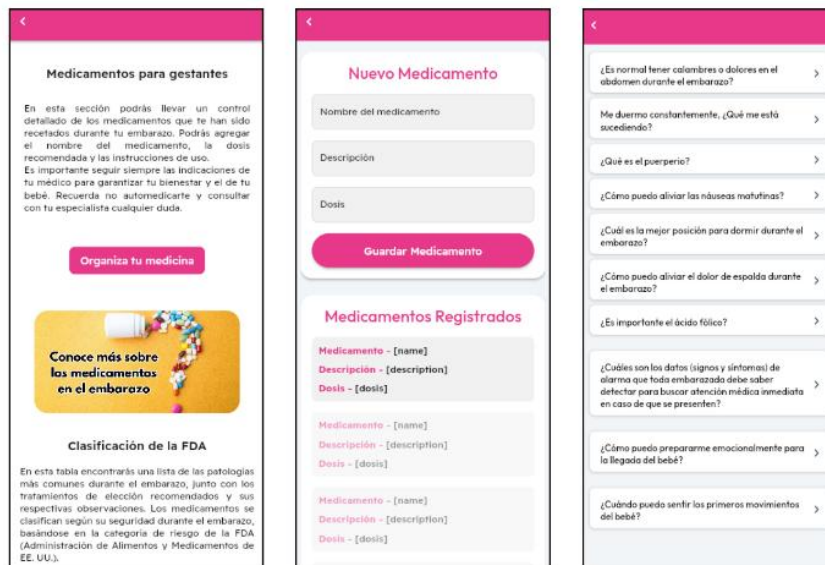 Medicamentos para gestantes
En esta sección podrás llevar un control
detallado de los medicamentos que te han sido
recetados durante tu embarazo. Podrás agregar
el nombre del medicamento, la dosis
recomendada y las instrucciones de uso.
Es importante seguir siempre las indicaciones de
tu médico para garantizar tu bienestar y el de tu
bebé. Recuerda no automedicarte y consultar
con tu especialista cualquier duda.
Organiza tu medicina
Conoce más sobre
los medicamentos
en el embarazo
Clasificación de la FDA
En esta tabla encontrarás una lista de las patologías
más comunes durante el embarazo, junto con los
tratamientos de elección recomendados y sus
respectivas observaciones. Los medicamentos se
clasifican según su seguridad durante el embarazo,
basándose en la categoría de riesgo de la FDA
(Administración de Alimentos y Medicamentos de
EE. UU.).
Nuevo Medicamento
Nombre del medicamento
Descripción
Dosis
Guardar Medicamento
Medicamentos Registrados
Medicamento - [name]
Descripción - [description]
Dosis - [dosis]
Medicamento - [name]
Descripción - [description]
Dosis - [dosis]
Medicamento - [name]
Descripción - [description]
Dosis - [dosis]
¿Es normal tener calambres o dolores en el
abdomen durante el embarazo?
Me duermo constantemente, ¿Qué me está
sucediendo?
¿Qué es el puerperio?
¿Cómo puedo aliviar las náuseas matutinas?
¿Cuál es la mejor posición para dormir durante el
embarazo?
¿Cómo puedo aliviar el dolor de espalda durante
el embarazo?
¿Es importante el ácido fólico?
¿Cuáles son los datos (signos y síntomas) de
alarma que toda embarazada debe saber
detectar para buscar atención médica inmediata
en caso de que se presenten?
¿Cómo puedo prepararme emocionalmente para
la llegada del bebé?
¿Cuándo puedo sentir los primeros movimientos
del bebé?